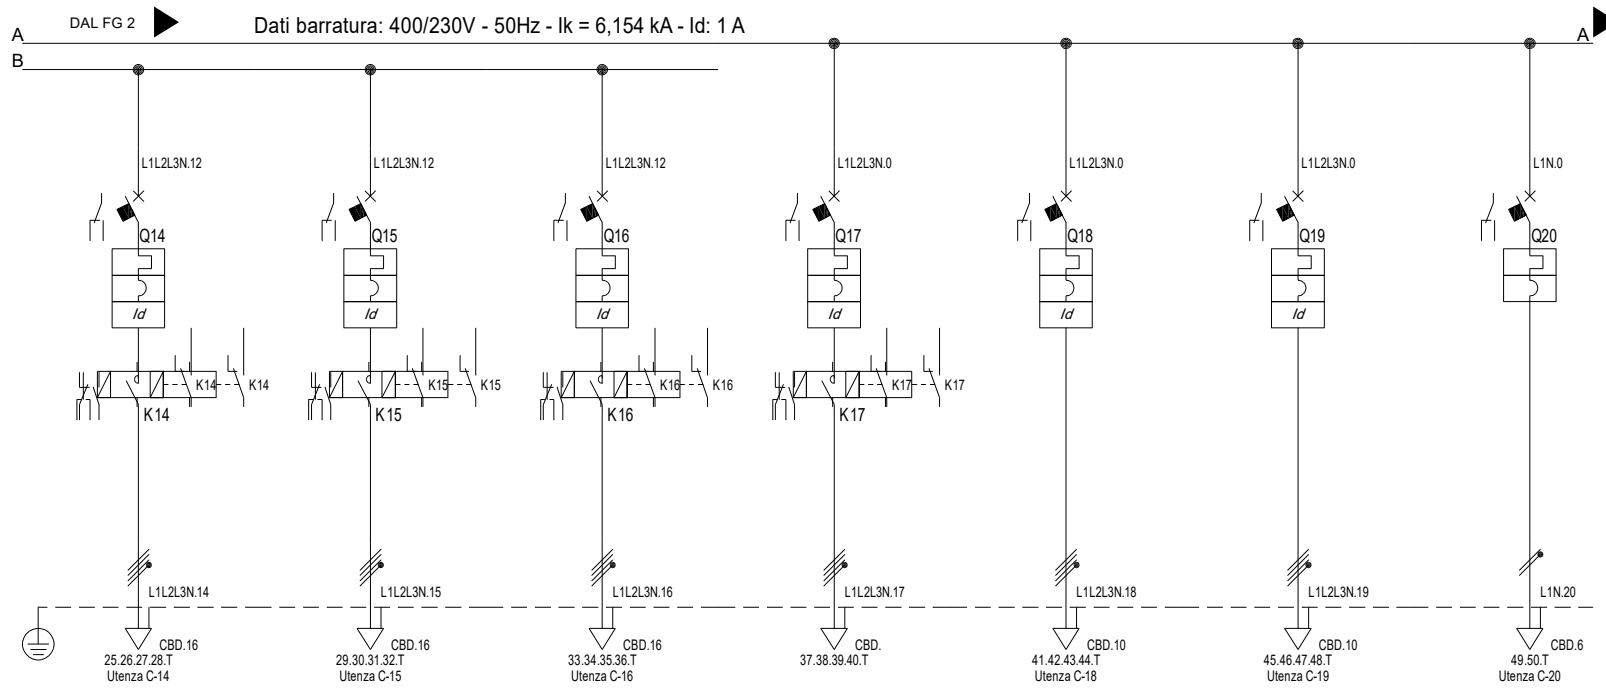 DAL FG 2
Dati barratura: 400/230V - 50Hz - Ik = 6,154 kA - Id: 1 A
A A
B
L1L2L3N.12 L1L2L3N.12 L1L2L3N.12 L1L2L3N.0 L1L2L3N.0 L1L2L3N.0 L1N.0
Q14 Q15 Q16 Q17 Q18 Q19 Q20
Id Id Id Id Id Id
K14 K14 K15 K15 K16 K16 K17 K17
K14 K15 K16 K17
L1L2L3N.14 L1L2L3N.15 L1L2L3N.16 L1L2L3N.17 L1L2L3N.18 L1L2L3N.19 L1N.20
CBD.16 CBD.16 CBD.16 CBD. CBD.10 CBD.10 CBD.6
25.26.27.28.T 29.30.31.32.T 33.34.35.36.T 37.38.39.40.T 41.42.43.44.T 45.46.47.48.T 49.50.T
Utenza C-14 Utenza C-15 Utenza C-16 Utenza C-18 Utenza C-19 Utenza C-20